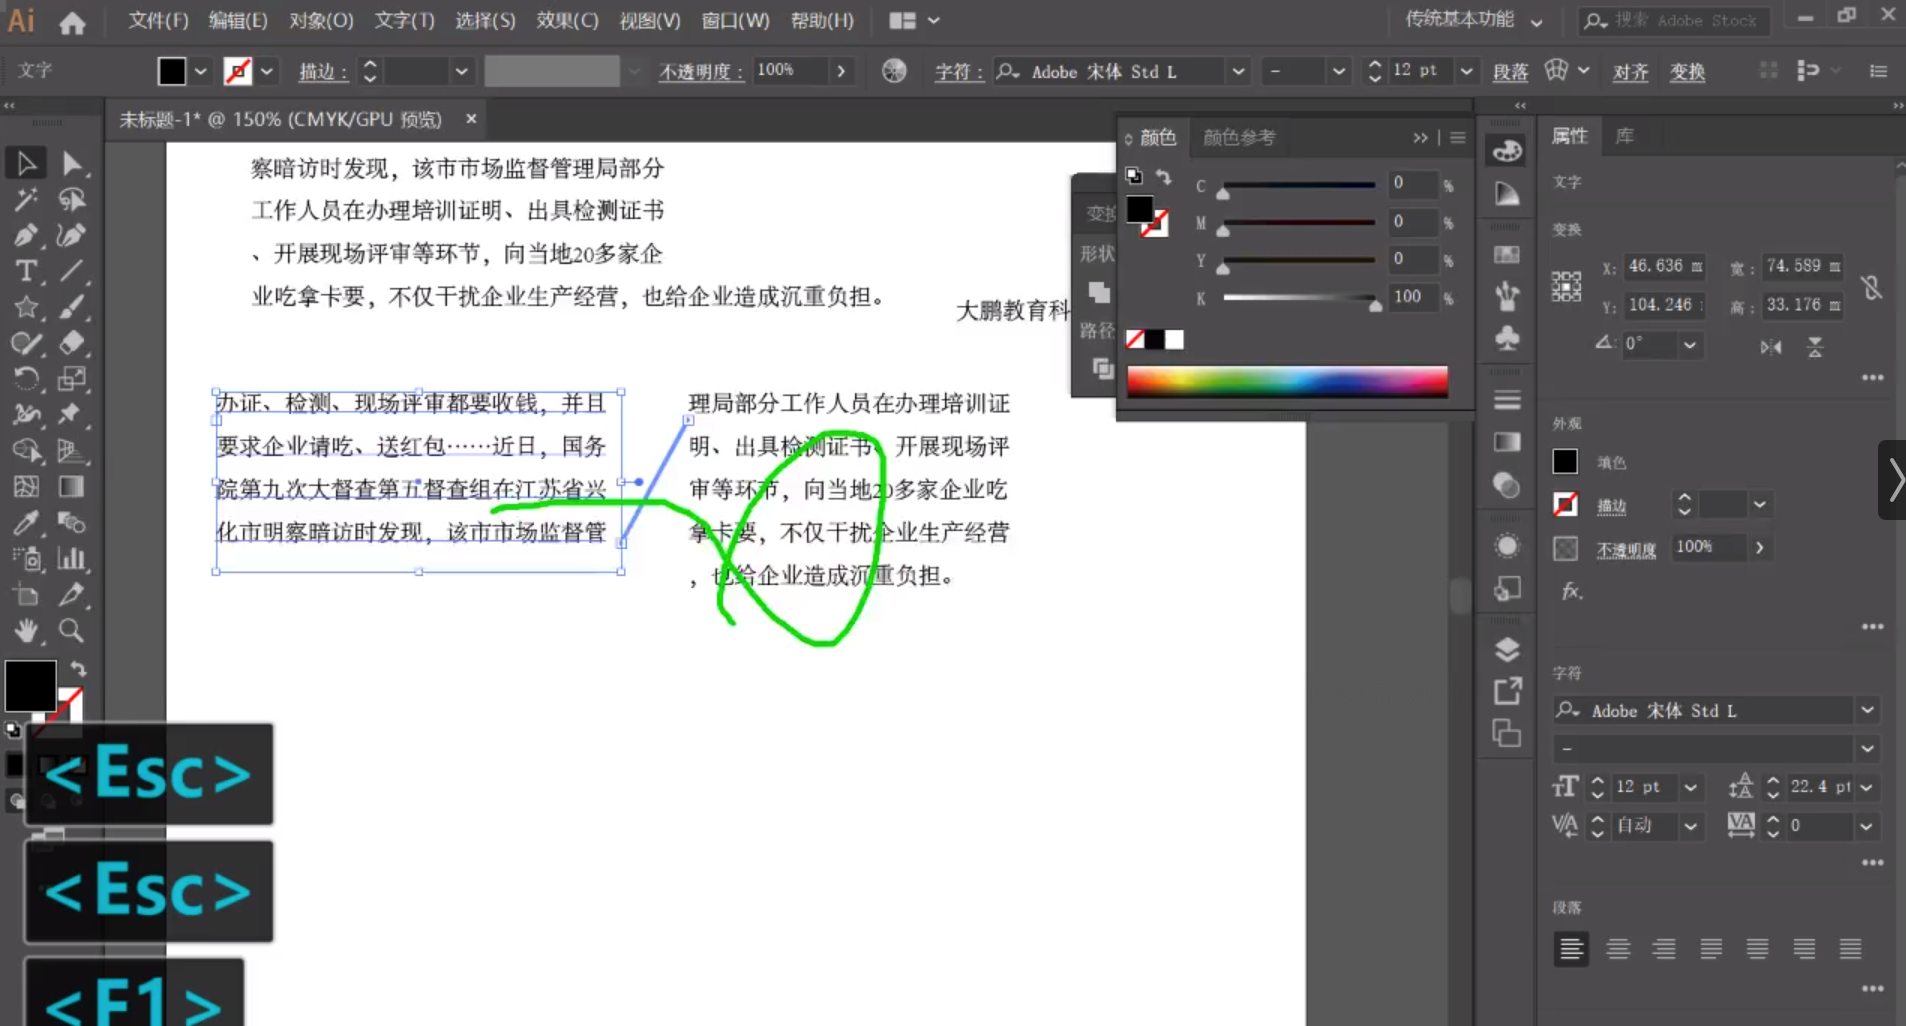 Ai 文件(F) 编辑(E) 对象(O) 文字(T) 选择(S) 效果(C) 视图(V) 窗口(W) 帮助(H) 传统基本功能 搜索 Adobe Stock
文字 描边： 不透明度： 100% 字符： Adobe 宋体 Std L - 12 pt 段落 对齐 变换
未标题-1* @ 150% (CMYK/GPU 预览)
察暗访时发现，该市市场监督管理局部分
工作人员在办理培训证明、出具检测证书
、开展现场评审等环节，向当地20多家企
业吃拿卡要，不仅干扰企业生产经营，也给企业造成沉重负担。
大鹏教育科
办证、检测、现场评审都要收钱，并且
要求企业请吃、送红包……近日，国务
院第九次大督查第五督查组在江苏省兴
化市明察暗访时发现，该市市场监督管
理局部分工作人员在办理培训证
明、出具检测证书、开展现场评
审等环节，向当地20多家企业吃
拿卡要，不仅干扰企业生产经营
，也给企业造成沉重负担。
颜色 颜色参考
C 0 %
M 0 %
Y 0 %
K 100 %
形状
路径
属性 库
文字
变换
X: 46.636 m 宽: 74.589 m
Y: 104.246 高: 33.176 m
0°
外观
填色
描边
不透明度 100%
fx.
字符
Adobe 宋体 Std L
-
12 pt 22.4 pt
自动 0
段落
<Esc>
<Esc>
<F1>